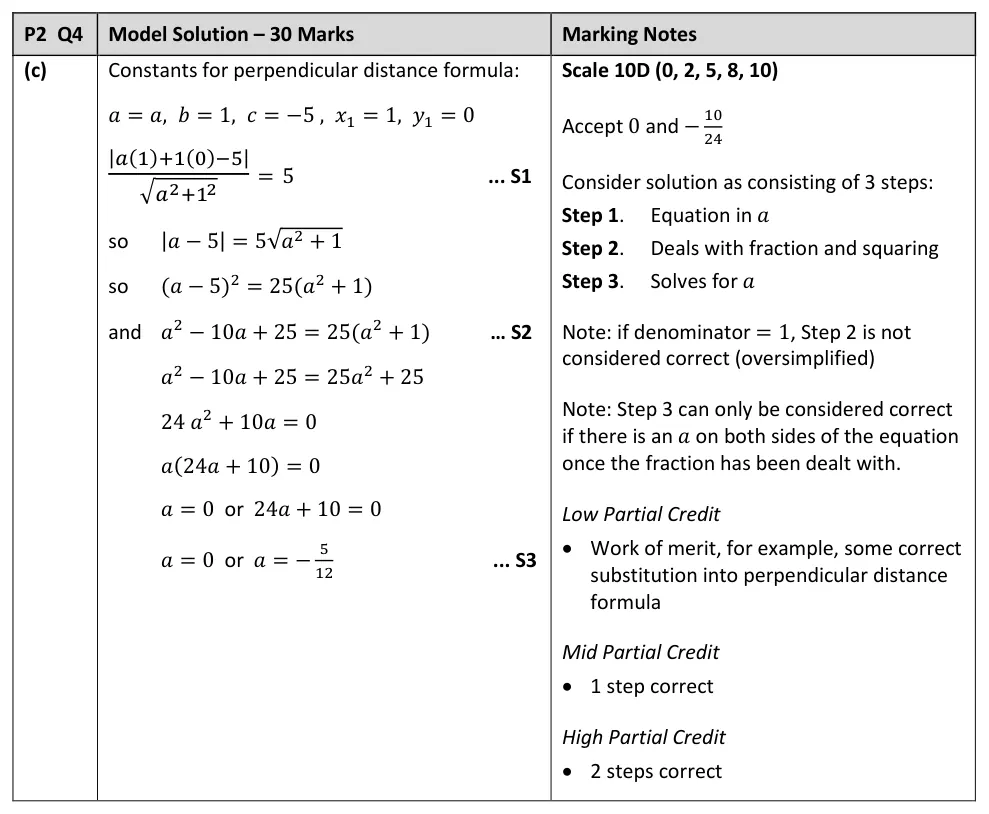 P2 Q4
Model Solution – 30 Marks
Marking Notes
(c)
Constants for perpendicular distance formula:
a = a, b = 1, c = −5 , x₁ = 1, y₁ = 0
|a(1)+1(0)−5|
√(a²+1²)
= 5 ... S1
so |a − 5| = 5√(a² + 1)
so (a − 5)² = 25(a² + 1)
and a² − 10a + 25 = 25(a² + 1) ... S2
a² − 10a + 25 = 25a² + 25
24 a² + 10a = 0
a(24a + 10) = 0
a = 0 or 24a + 10 = 0
a = 0 or a = − 5/12 ... S3
Scale 10D (0, 2, 5, 8, 10)
Accept 0 and − 10/24
Consider solution as consisting of 3 steps:
Step 1. Equation in a
Step 2. Deals with fraction and squaring
Step 3. Solves for a
Note: if denominator = 1, Step 2 is not
considered correct (oversimplified)
Note: Step 3 can only be considered correct
if there is an a on both sides of the equation
once the fraction has been dealt with.
Low Partial Credit
• Work of merit, for example, some correct
substitution into perpendicular distance
formula
Mid Partial Credit
• 1 step correct
High Partial Credit
• 2 steps correct